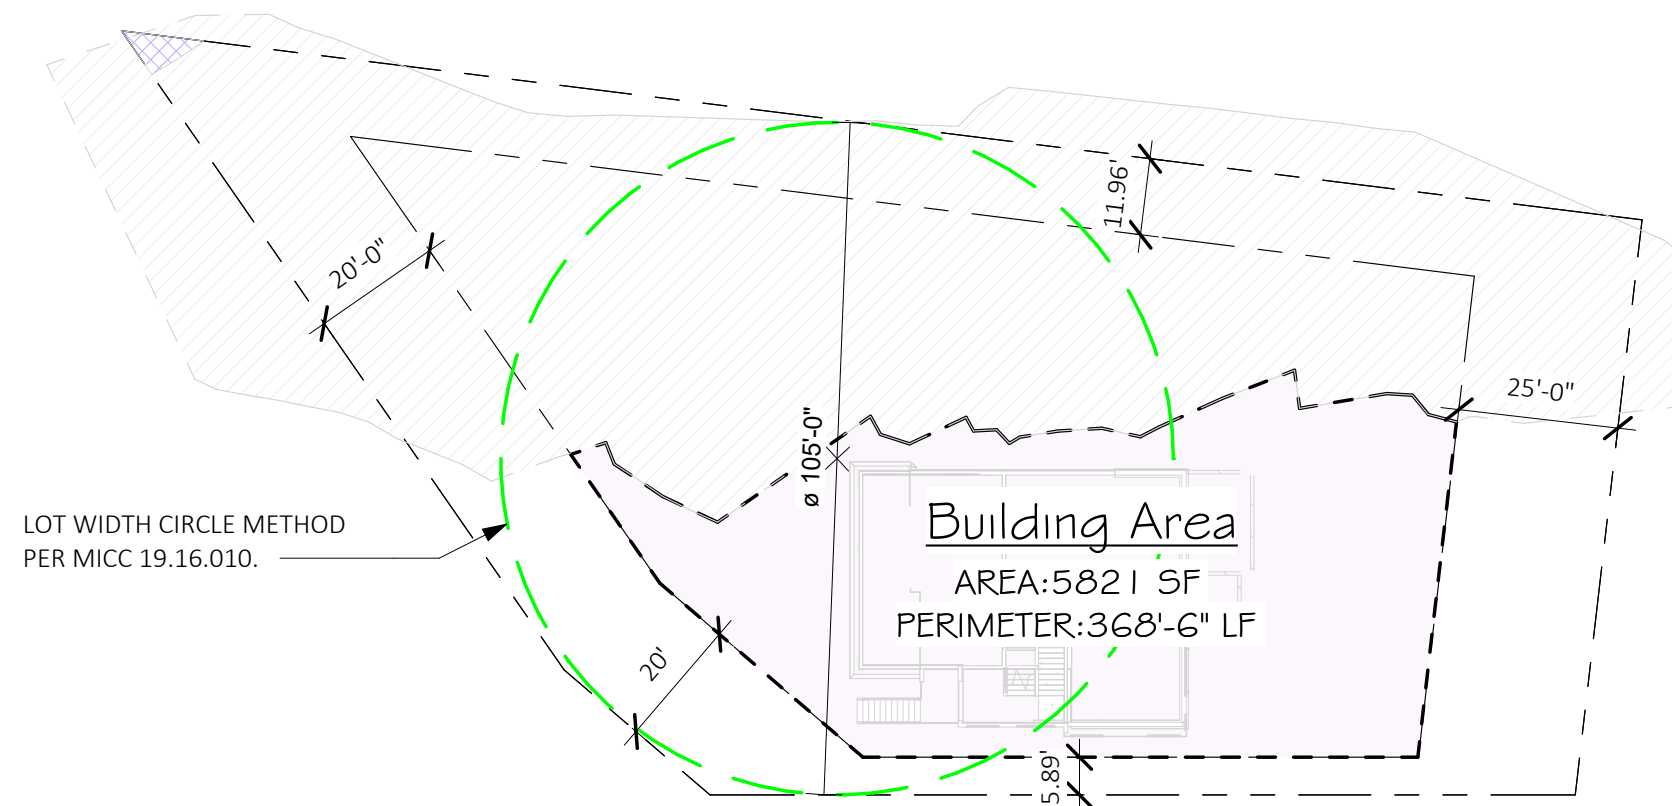 11.96'
20'-0"
25'-0"
ø 105'-0"
LOT WIDTH CIRCLE METHOD
PER MICC 19.16.010.
Building Area
AREA:5821 SF
PERIMETER:368'-6" LF
20'
5.89'